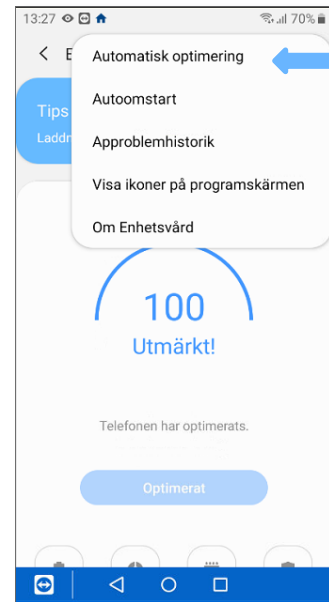 13:27
70%
E
Automatisk optimering
Tips
Autoomstart
Laddn
Approblemhistorik
Visa ikoner på programskärmen
Om Enhetsvård
100
Utmärkt!
Telefonen har optimerats.
Optimerat